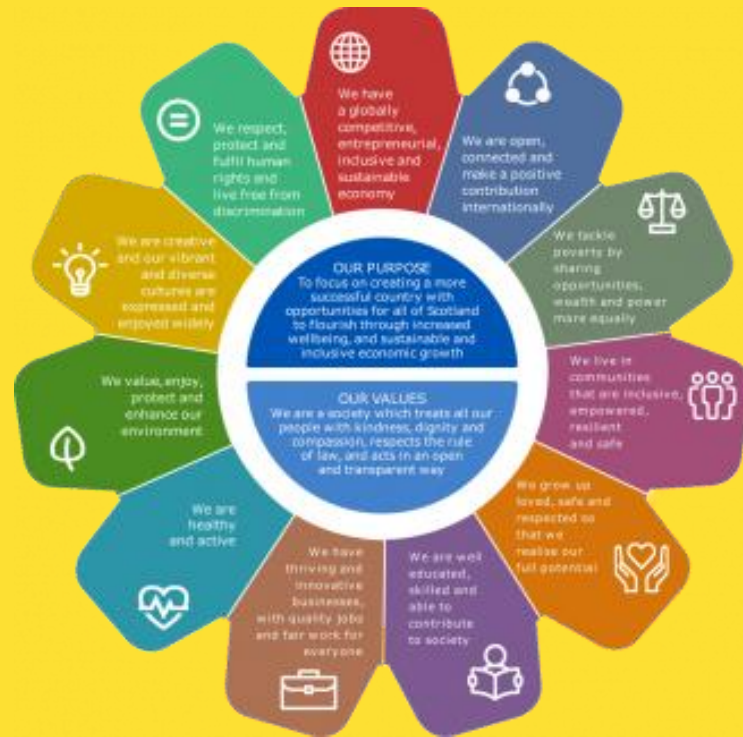 OUR PURPOSE
To focus on creating a more
successful country with
opportunities for all of Scotland
to flourish through increased
wellbeing, and sustainable and
inclusive economic growth
OUR VALUES
We are a society which treats all our
people with kindness, dignity and
compassion, respects the rule
of law, and acts in an open
and transparent way
We have
a globally
competitive,
entrepreneurial,
inclusive and
sustainable
economy
We are open,
connected and
make a positive
contribution
internationally
We tackle
poverty by
sharing
opportunities,
wealth and power
more equally
We live in
communities
that are inclusive,
empowered,
resilient
and safe
We grow up
loved, safe and
respected so
that we
realise our
full potential
We are well
educated,
skilled and
able to
contribute
to society
We have
thriving and
innovative
businesses,
with quality jobs
and fair work for
everyone
We are
healthy
and active
We value, enjoy,
protect and
enhance our
environment
We are creative
and our vibrant
and diverse
cultures are
expressed and
enjoyed widely
We respect,
protect and
fulfil human
rights and
live free from
discrimination